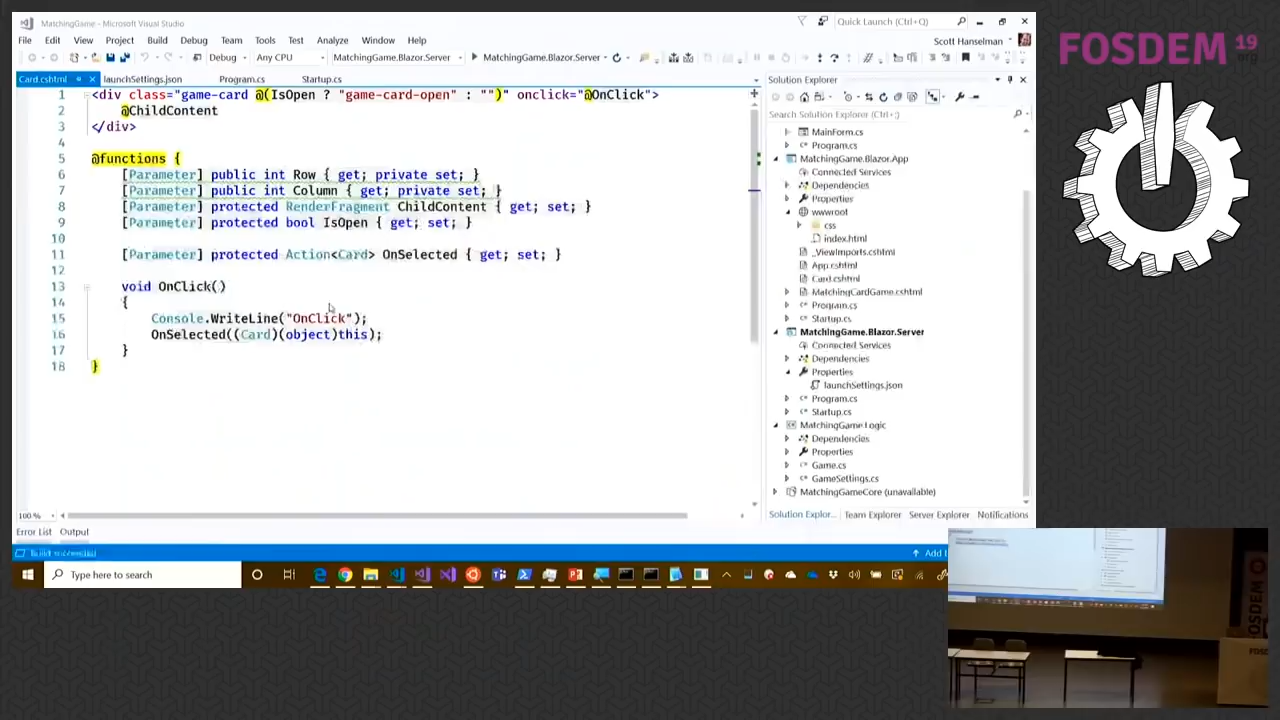 MatchingGame - Microsoft Visual Studio
Quick Launch (Ctrl+Q)
File Edit View Project Build Debug Team Tools Test Analyze Window Help
Scott Hanselman
Debug Any CPU MatchingGame.Blazor.Server MatchingGame.Blazor.Server
Card.cshtml launchSettings.json Program.cs Startup.cs
1 <div class="game-card @(IsOpen ? "game-card-open" : "")" onclick="@OnClick">
2 @ChildContent
3 </div>
4
5 @functions {
6 [Parameter] public int Row { get; private set; }
7 [Parameter] public int Column { get; private set; }
8 [Parameter] protected RenderFragment ChildContent { get; set; }
9 [Parameter] protected bool IsOpen { get; set; }
10
11 [Parameter] protected Action<Card> OnSelected { get; set; }
12
13 void OnClick()
14 {
15 Console.WriteLine("OnClick");
16 OnSelected((Card)(object)this);
17 }
18 }
100 %
Error List Output
Build succeeded
Solution Explorer
Search Solution Explorer (Ctrl+;)
MainForm.cs
Program.cs
MatchingGame.Blazor.App
Connected Services
Dependencies
Properties
wwwroot
css
index.html
_ViewImports.cshtml
App.cshtml
Card.cshtml
MatchingCardGame.cshtml
Program.cs
Startup.cs
MatchingGame.Blazor.Server
Connected Services
Dependencies
Properties
launchSettings.json
Program.cs
Startup.cs
MatchingGame.Logic
Dependencies
Properties
Game.cs
GameSettings.cs
MatchingGameCore (unavailable)
Solution Explor... Team Explorer Server Explorer Notifications
Add t
Type here to search
FOSDEM 19
.org
FOSDEM
FOSD